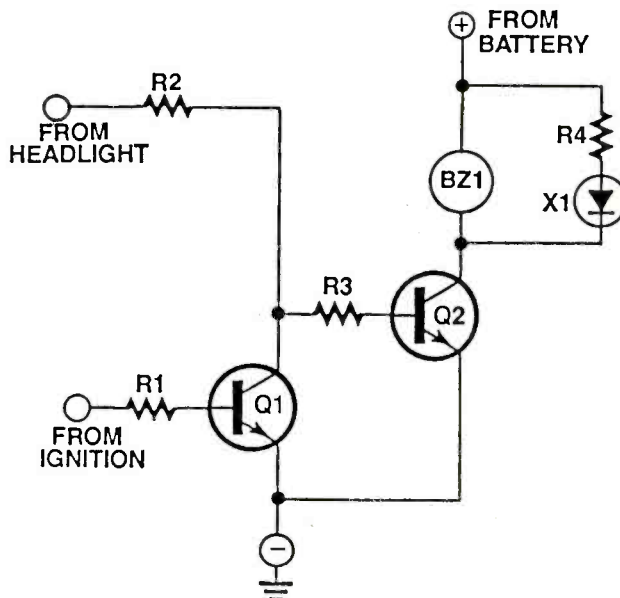 FROM
BATTERY
R2
FROM
HEADLIGHT
R4
BZ1
X1
R3
Q2
R1
Q1
FROM
IGNITION